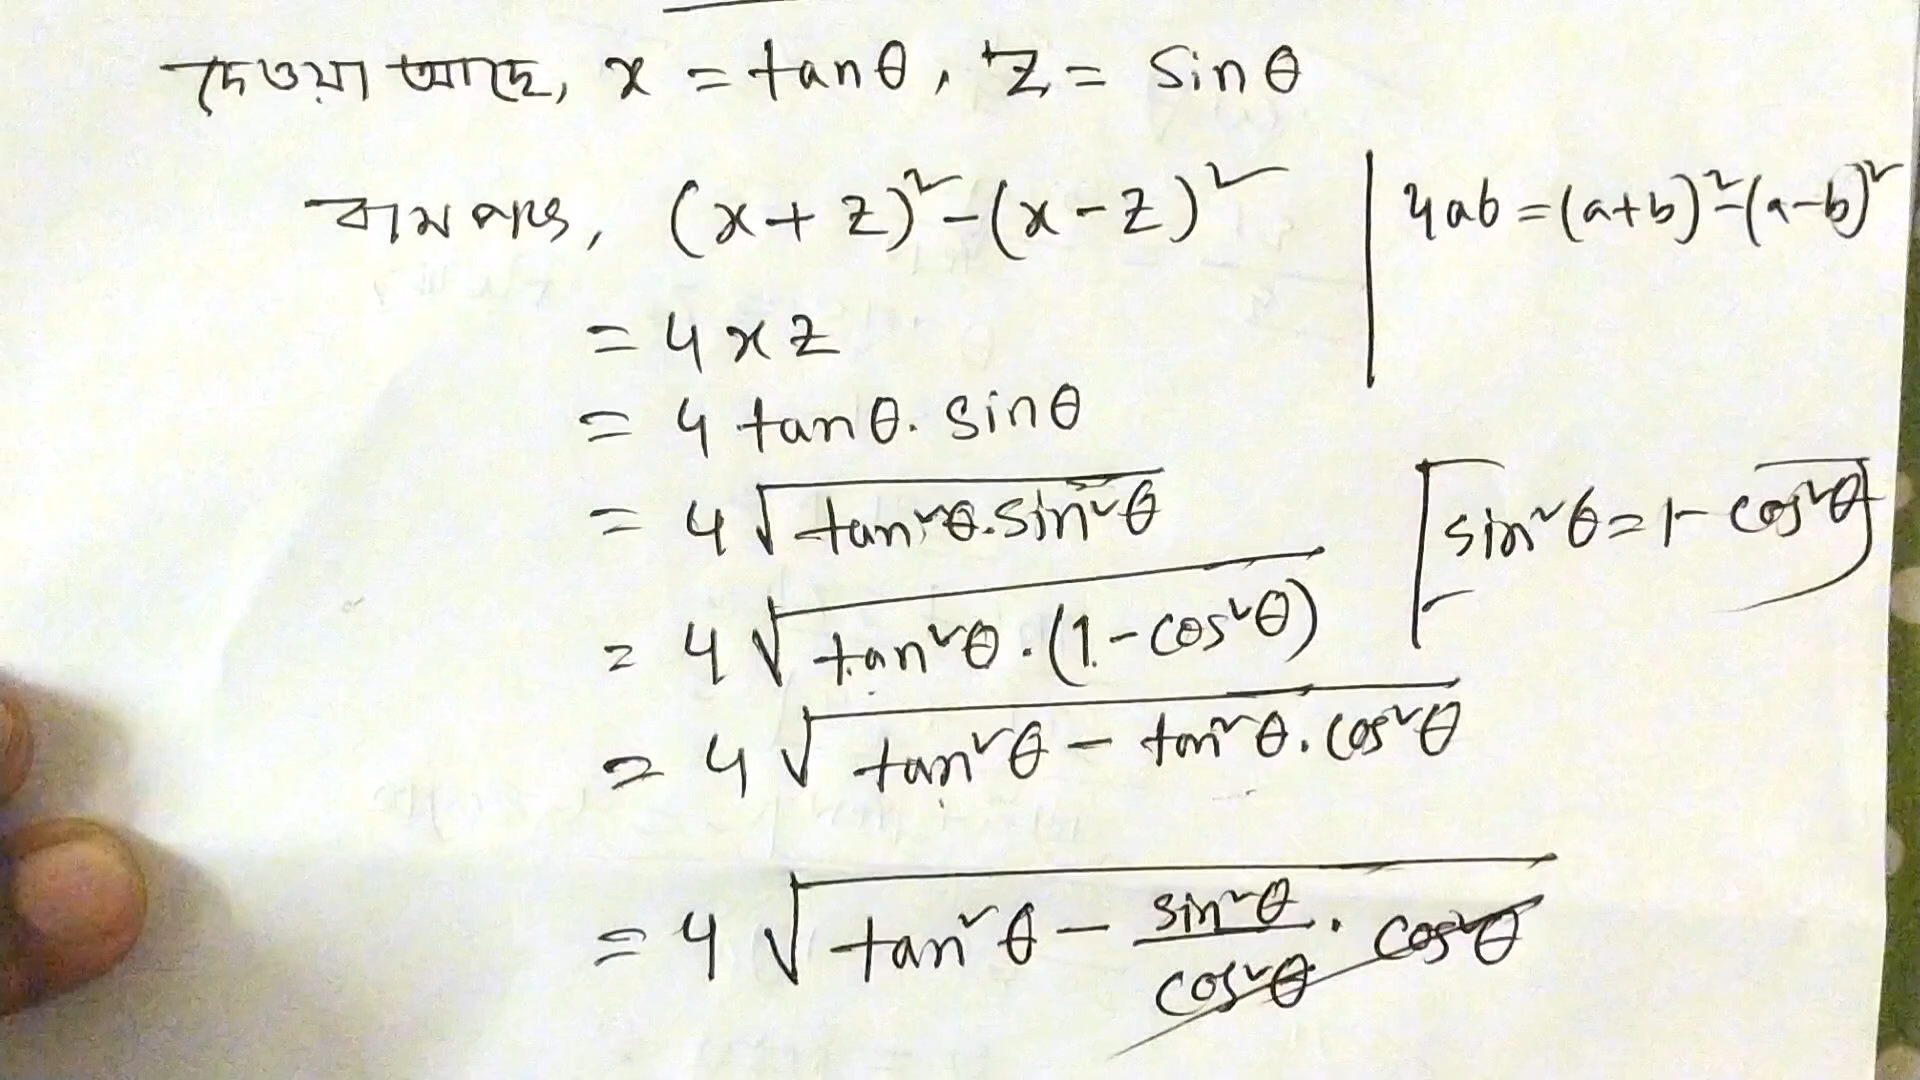 দেওয়া আছে, x = tanθ, z = sinθ
বামপক্ষ, (x+z)² - (x-z)² | 4ab = (a+b)² - (a-b)²
= 4xz
= 4 tanθ. sinθ
= 4√(tan²θ.sin²θ) [sin²θ = 1 - cos²θ]
= 4√(tan²θ.(1-cos²θ))
= 4√(tan²θ - tan²θ.cos²θ)
= 4√(tan²θ - sin²θ/cos²θ . cos²θ)